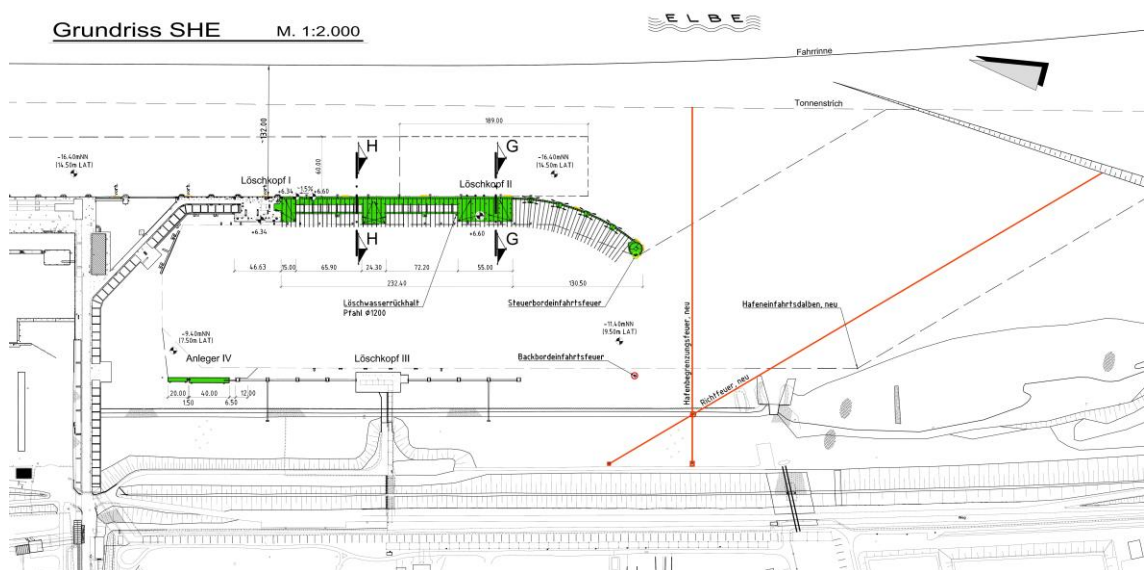 Grundriss SHE M. 1:2.000
ELBE
Fahrrinne
Tonnenstrich
~132.00
189.00
60.00
H
G
-16.40mNN
(14.50m LAT)
-16.40mNN
(14.50m LAT)
Löschkopf I
+6.34
~1.5%
+6.60
Löschkopf II
+6.34
+6.60
H
G
46.63
15.00
65.90
24.30
72.20
55.00
232.40
130.50
Löschwasserrückhalt
Pfahl Ø1200
Steuerbordeinfahrtsfeuer
Hafenbegrenzungsfeuer, neu
Hafeneinfahrtsdalben, neu
-9.40mNN
(7.50m LAT)
-11.40mNN
(9.50m LAT)
Anleger IV
Löschkopf III
Backbordeinfahrtsfeuer
20.00
40.00
1.50
6.50
12.00
Richtfeuer, neu